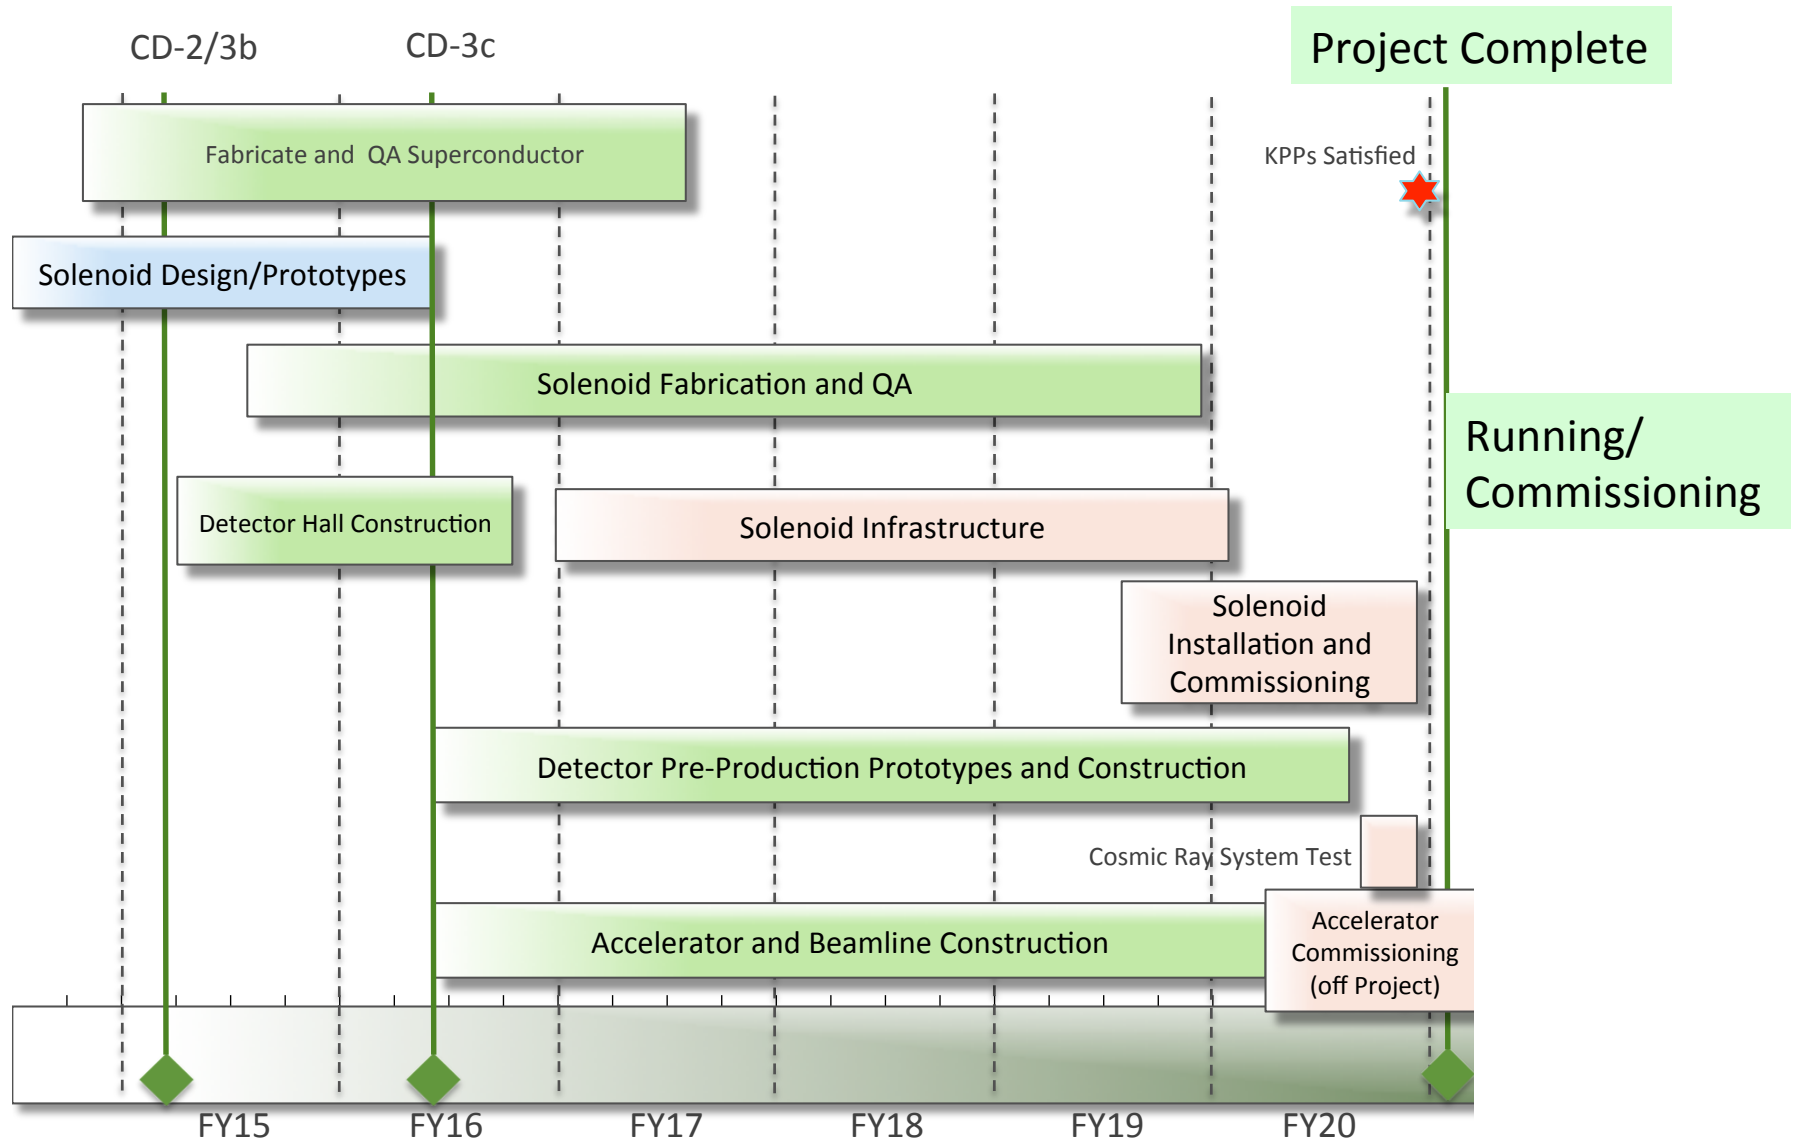 CD-2/3b
CD-3c
Project Complete
Fabricate and QA Superconductor
KPPs Satisfied
Solenoid Design/Prototypes
Solenoid Fabrication and QA
Running/
Commissioning
Detector Hall Construction
Solenoid Infrastructure
Solenoid
Installation and
Commissioning
Detector Pre-Production Prototypes and Construction
Cosmic Ray System Test
Accelerator and Beamline Construction
Accelerator
Commissioning
(off Project)
FY15
FY16
FY17
FY18
FY19
FY20